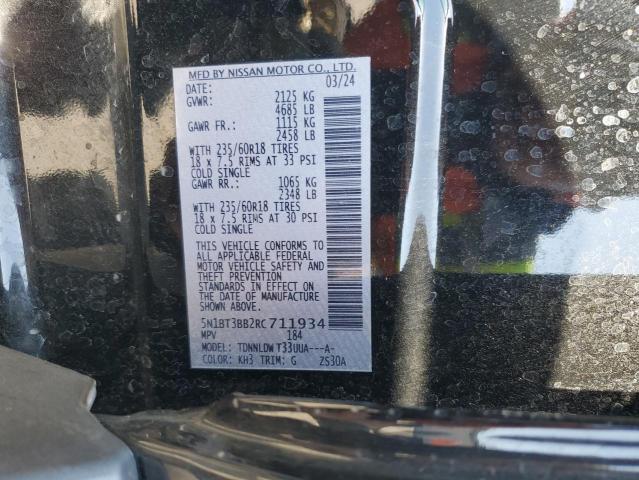 MFD BY NISSAN MOTOR CO., LTD.
DATE: 03/24
GVWR: 2125 KG
4685 LB
GAWR FR.: 1115 KG
2458 LB
WITH 235/60R18 TIRES
18 x 7.5 RIMS AT 33 PSI
COLD SINGLE
GAWR RR.: 1065 KG
2348 LB
WITH 235/60R18 TIRES
18 x 7.5 RIMS AT 30 PSI
COLD SINGLE
THIS VEHICLE CONFORMS TO
ALL APPLICABLE FEDERAL
MOTOR VEHICLE SAFETY AND
THEFT PREVENTION
STANDARDS IN EFFECT ON
THE DATE OF MANUFACTURE
SHOWN ABOVE.
5N1BT3BB2RC711934
MPV 184
MODEL: TDNNLDW T33UUA---A-
COLOR: KH3 TRIM: G ZS30A